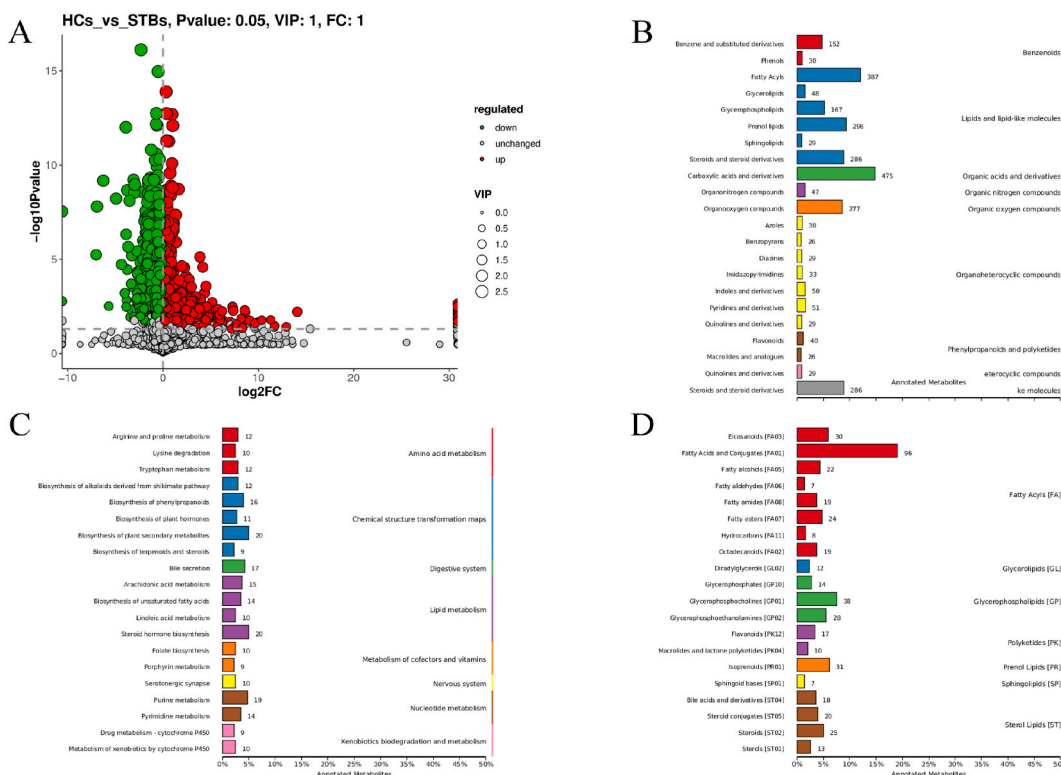 A
HCs_vs_STBs, Pvalue: 0.05, VIP: 1, FC: 1
−log10Pvalue
15
10
5
0
−10
0
10
20
30
log2FC
regulated
down
unchanged
up
VIP
0.0
0.5
1.0
1.5
2.0
2.5
B
Benzene and substituted derivatives 152
Benzenoids
Phenols 30
Fatty Acyls 387
Glycerolipids 48
Glycerophospholipids 167
Lipids and lipid-like molecules
Prenol lipids 298
Sphingolipids 29
Steroids and steroid derivatives 286
Carboxylic acids and derivatives 475 Organic acids and derivatives
Organonitrogen compounds 47 Organic nitrogen compounds
Organooxygen compounds 277 Organic oxygen compounds
Azoles 30
Benzopyrans 26
Diazines 29
Imidazopyrimidines 33 Organoheterocyclic compounds
Indoles and derivatives 50
Pyridines and derivatives 51
Quinolines and derivatives 29
Flavonoids 40
Phenylpropanoids and polyketides
Macrolides and analogues 26
Quinolines and derivatives 29 eterocyclic compounds
Annotated Metabolites
Steroids and steroid derivatives 286 ke molecules
C
Arginine and proline metabolism 12
Lysine degradation 10 Amino acid metabolism
Tryptophan metabolism 12
Biosynthesis of alkaloids derived from shikimate pathway 12
Biosynthesis of phenylpropanoids 16
Biosynthesis of plant hormones 11 Chemical structure transformation maps
Biosynthesis of plant secondary metabolites 20
Biosynthesis of terpenoids and steroids 9
Bile secretion 17 Digestive system
Arachidonic acid metabolism 15
Biosynthesis of unsaturated fatty acids 14
Lipid metabolism
Linoleic acid metabolism 10
Steroid hormone biosynthesis 20
Folate biosynthesis 10
Metabolism of cofactors and vitamins
Porphyrin metabolism 9
Serotonergic synapse 10 Nervous system
Purine metabolism 19
Nucleotide metabolism
Pyrimidine metabolism 14
Drug metabolism - cytochrome P450 9
Xenobiotics biodegradation and metabolism
Metabolism of xenobiotics by cytochrome P450 10
0% 5% 10% 15% 20% 25% 30% 35% 40% 45% 50%
Annotated Metabolites
D
Eicosanoids [FA03] 30
Fatty Acids and Conjugates [FA01] 96
Fatty alcohols [FA05] 22
Fatty aldehydes [FA06] 7
Fatty Acyls [FA]
Fatty amides [FA08] 19
Fatty esters [FA07] 24
Hydrocarbons [FA11] 8
Octadecanoids [FA02] 19
Diradylglycerols [GL02] 12 Glycerolipids [GL]
Glycerophosphates [GP10] 14
Glycerophosphocholines [GP01] 38 Glycerophospholipids [GP]
Glycerophosphoethanolamines [GP02] 28
Flavonoids [PK12] 17
Polyketides [PK]
Macrolides and lactone polyketides [PK04] 10
Isoprenoids [PR01] 31 Prenol Lipids [PR]
Sphingoid bases [SP01] 7 Sphingolipids [SP]
Bile acids and derivatives [ST04] 18
Steroid conjugates [ST05] 20
Sterol Lipids [ST]
Steroids [ST02] 25
Sterols [ST01] 13
0% 5% 10% 15% 20% 25% 30% 35% 40% 45% 50%
Annotated Metabolites